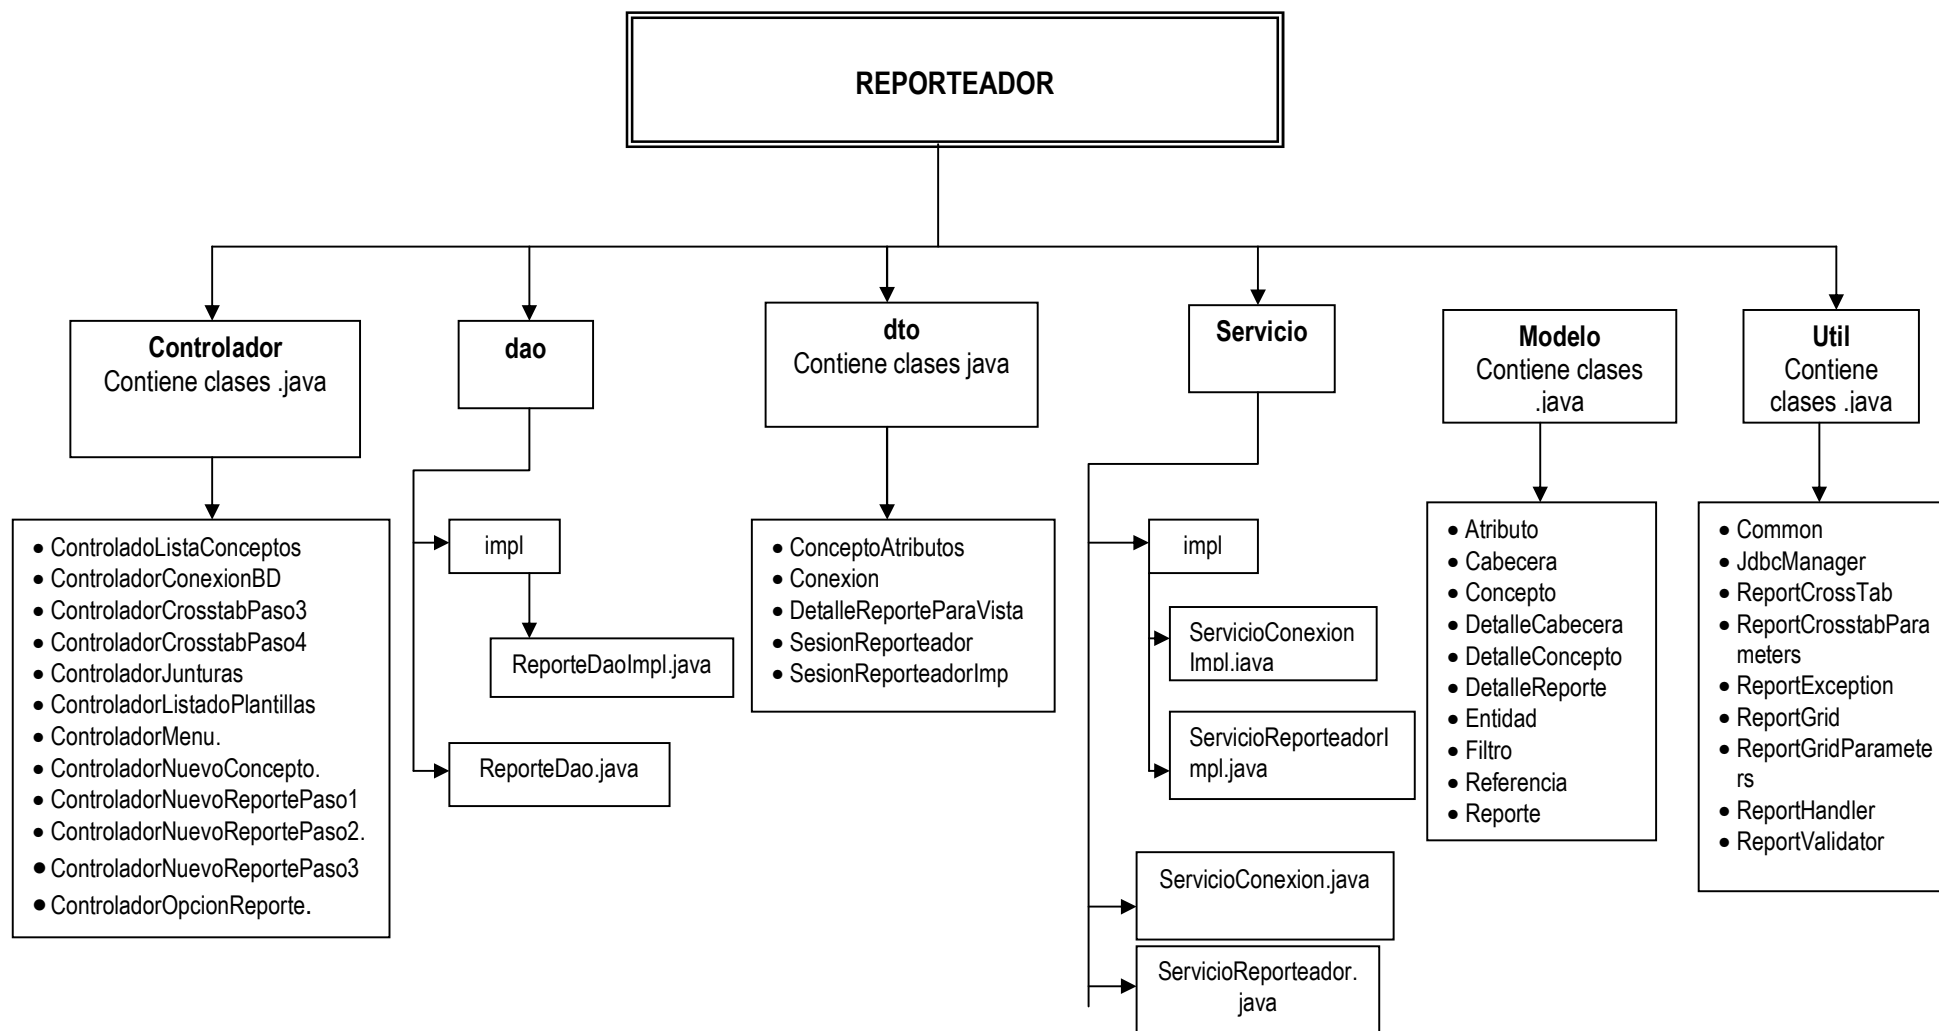 REPORTEADOR
Controlador
Contiene clases .java
dao
dto
Contiene clases java
Servicio
Modelo
Contiene clases
.java
Util
Contiene
clases .java
• ControladoListaConceptos
• ControladorConexionBD
• ControladorCrosstabPaso3
• ControladorCrosstabPaso4
• ControladorJunturas
• ControladorListadoPlantillas
• ControladorMenu.
• ControladorNuevoConcepto.
• ControladorNuevoReportePaso1
• ControladorNuevoReportePaso2.
• ControladorNuevoReportePaso3
• ControladorOpcionReporte.
impl
ReporteDaoImpl.java
ReporteDao.java
• ConceptoAtributos
• Conexion
• DetalleReporteParaVista
• SesionReporteador
• SesionReporteadorImp
impl
ServicioConexion
Impl.java
ServicioReporteadorI
mpl.java
ServicioConexion.java
ServicioReporteador.
java
• Atributo
• Cabecera
• Concepto
• DetalleCabecera
• DetalleConcepto
• DetalleReporte
• Entidad
• Filtro
• Referencia
• Reporte
• Common
• JdbcManager
• ReportCrossTab
• ReportCrosstabPara
meters
• ReportException
• ReportGrid
• ReportGridParamete
rs
• ReportHandler
• ReportValidator